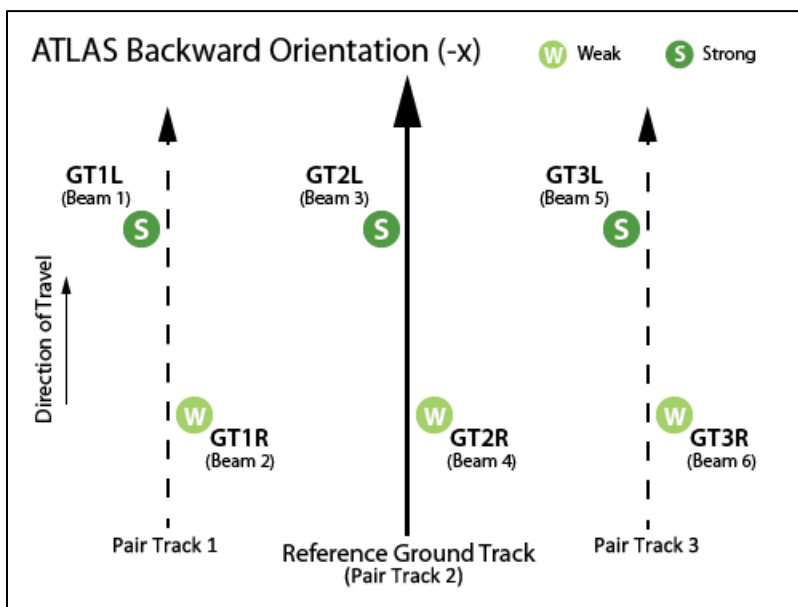 ATLAS Backward Orientation (-x)
W Weak
S Strong
GT1L
(Beam 1)
S
GT2L
(Beam 3)
S
GT3L
(Beam 5)
S
Direction of Travel
W
GT1R
(Beam 2)
W
GT2R
(Beam 4)
W
GT3R
(Beam 6)
Pair Track 1
Reference Ground Track
(Pair Track 2)
Pair Track 3